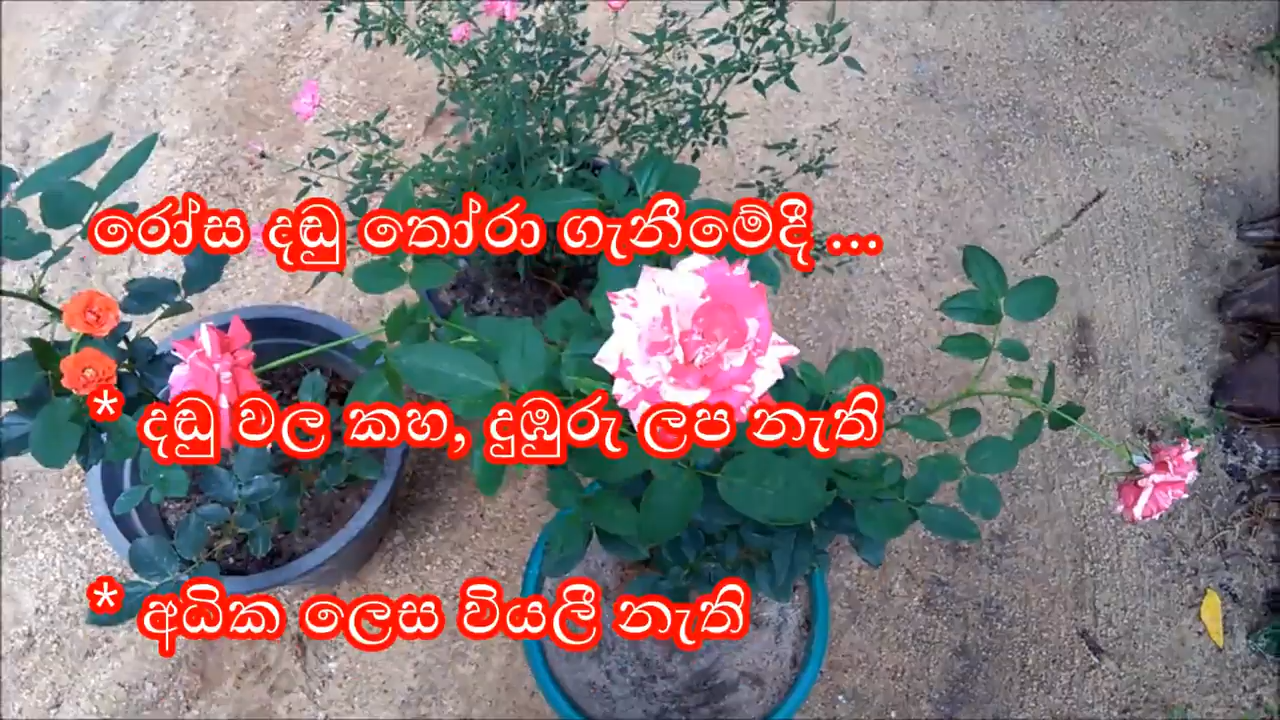 රෝස දඬු තෝරා ගැනීමේදී ...
* දඬු වල කහ, දුඹුරු ලප නැති
* අධික ලෙස වියලී නැති